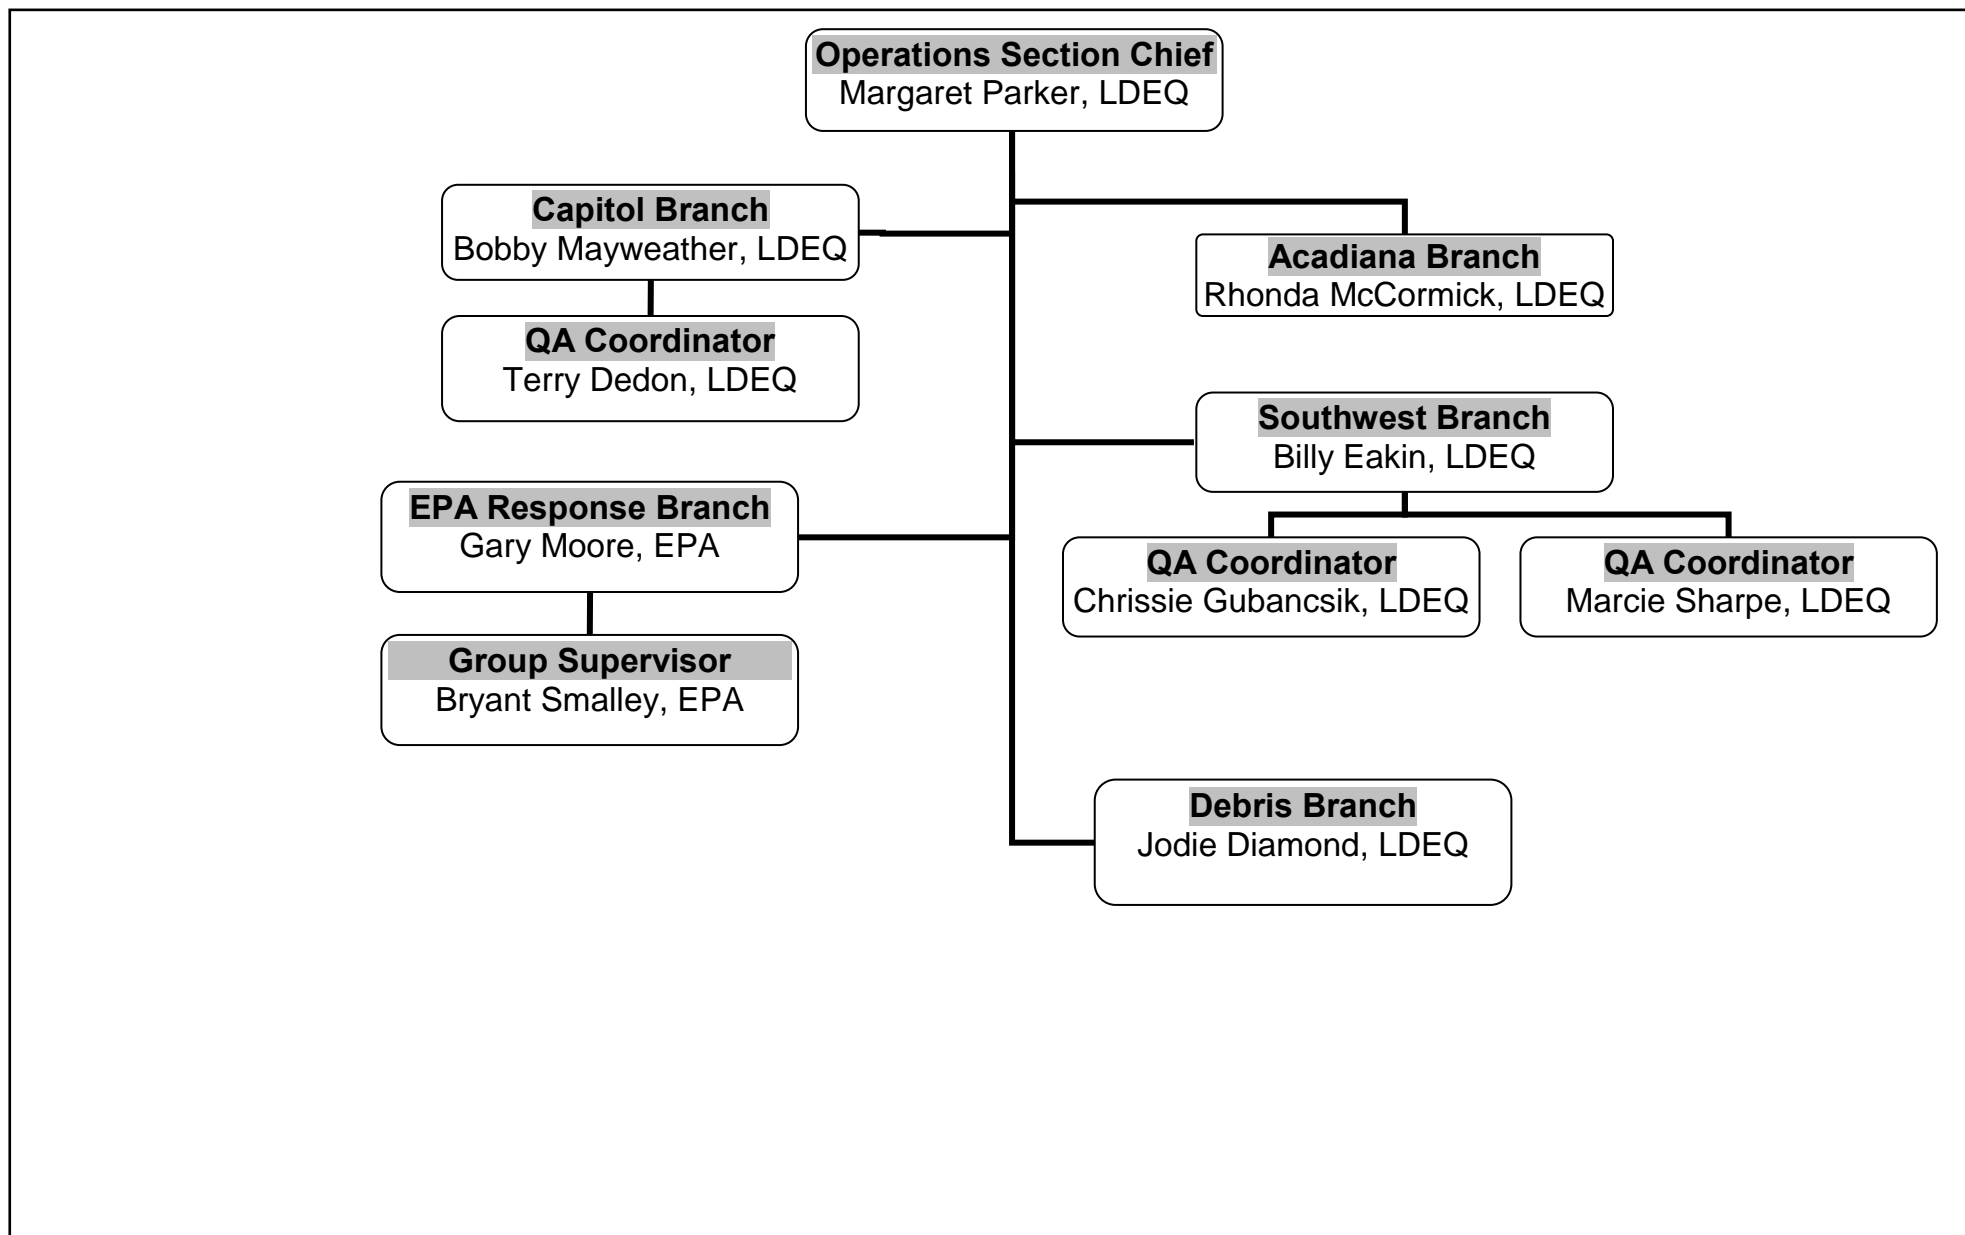 Operations Section Chief
Margaret Parker, LDEQ
Capitol Branch
Bobby Mayweather, LDEQ
Acadiana Branch
Rhonda McCormick, LDEQ
QA Coordinator
Terry Dedon, LDEQ
Southwest Branch
Billy Eakin, LDEQ
EPA Response Branch
Gary Moore, EPA
QA Coordinator
Chrissie Gubancsik, LDEQ
QA Coordinator
Marcie Sharpe, LDEQ
Group Supervisor
Bryant Smalley, EPA
Debris Branch
Jodie Diamond, LDEQ